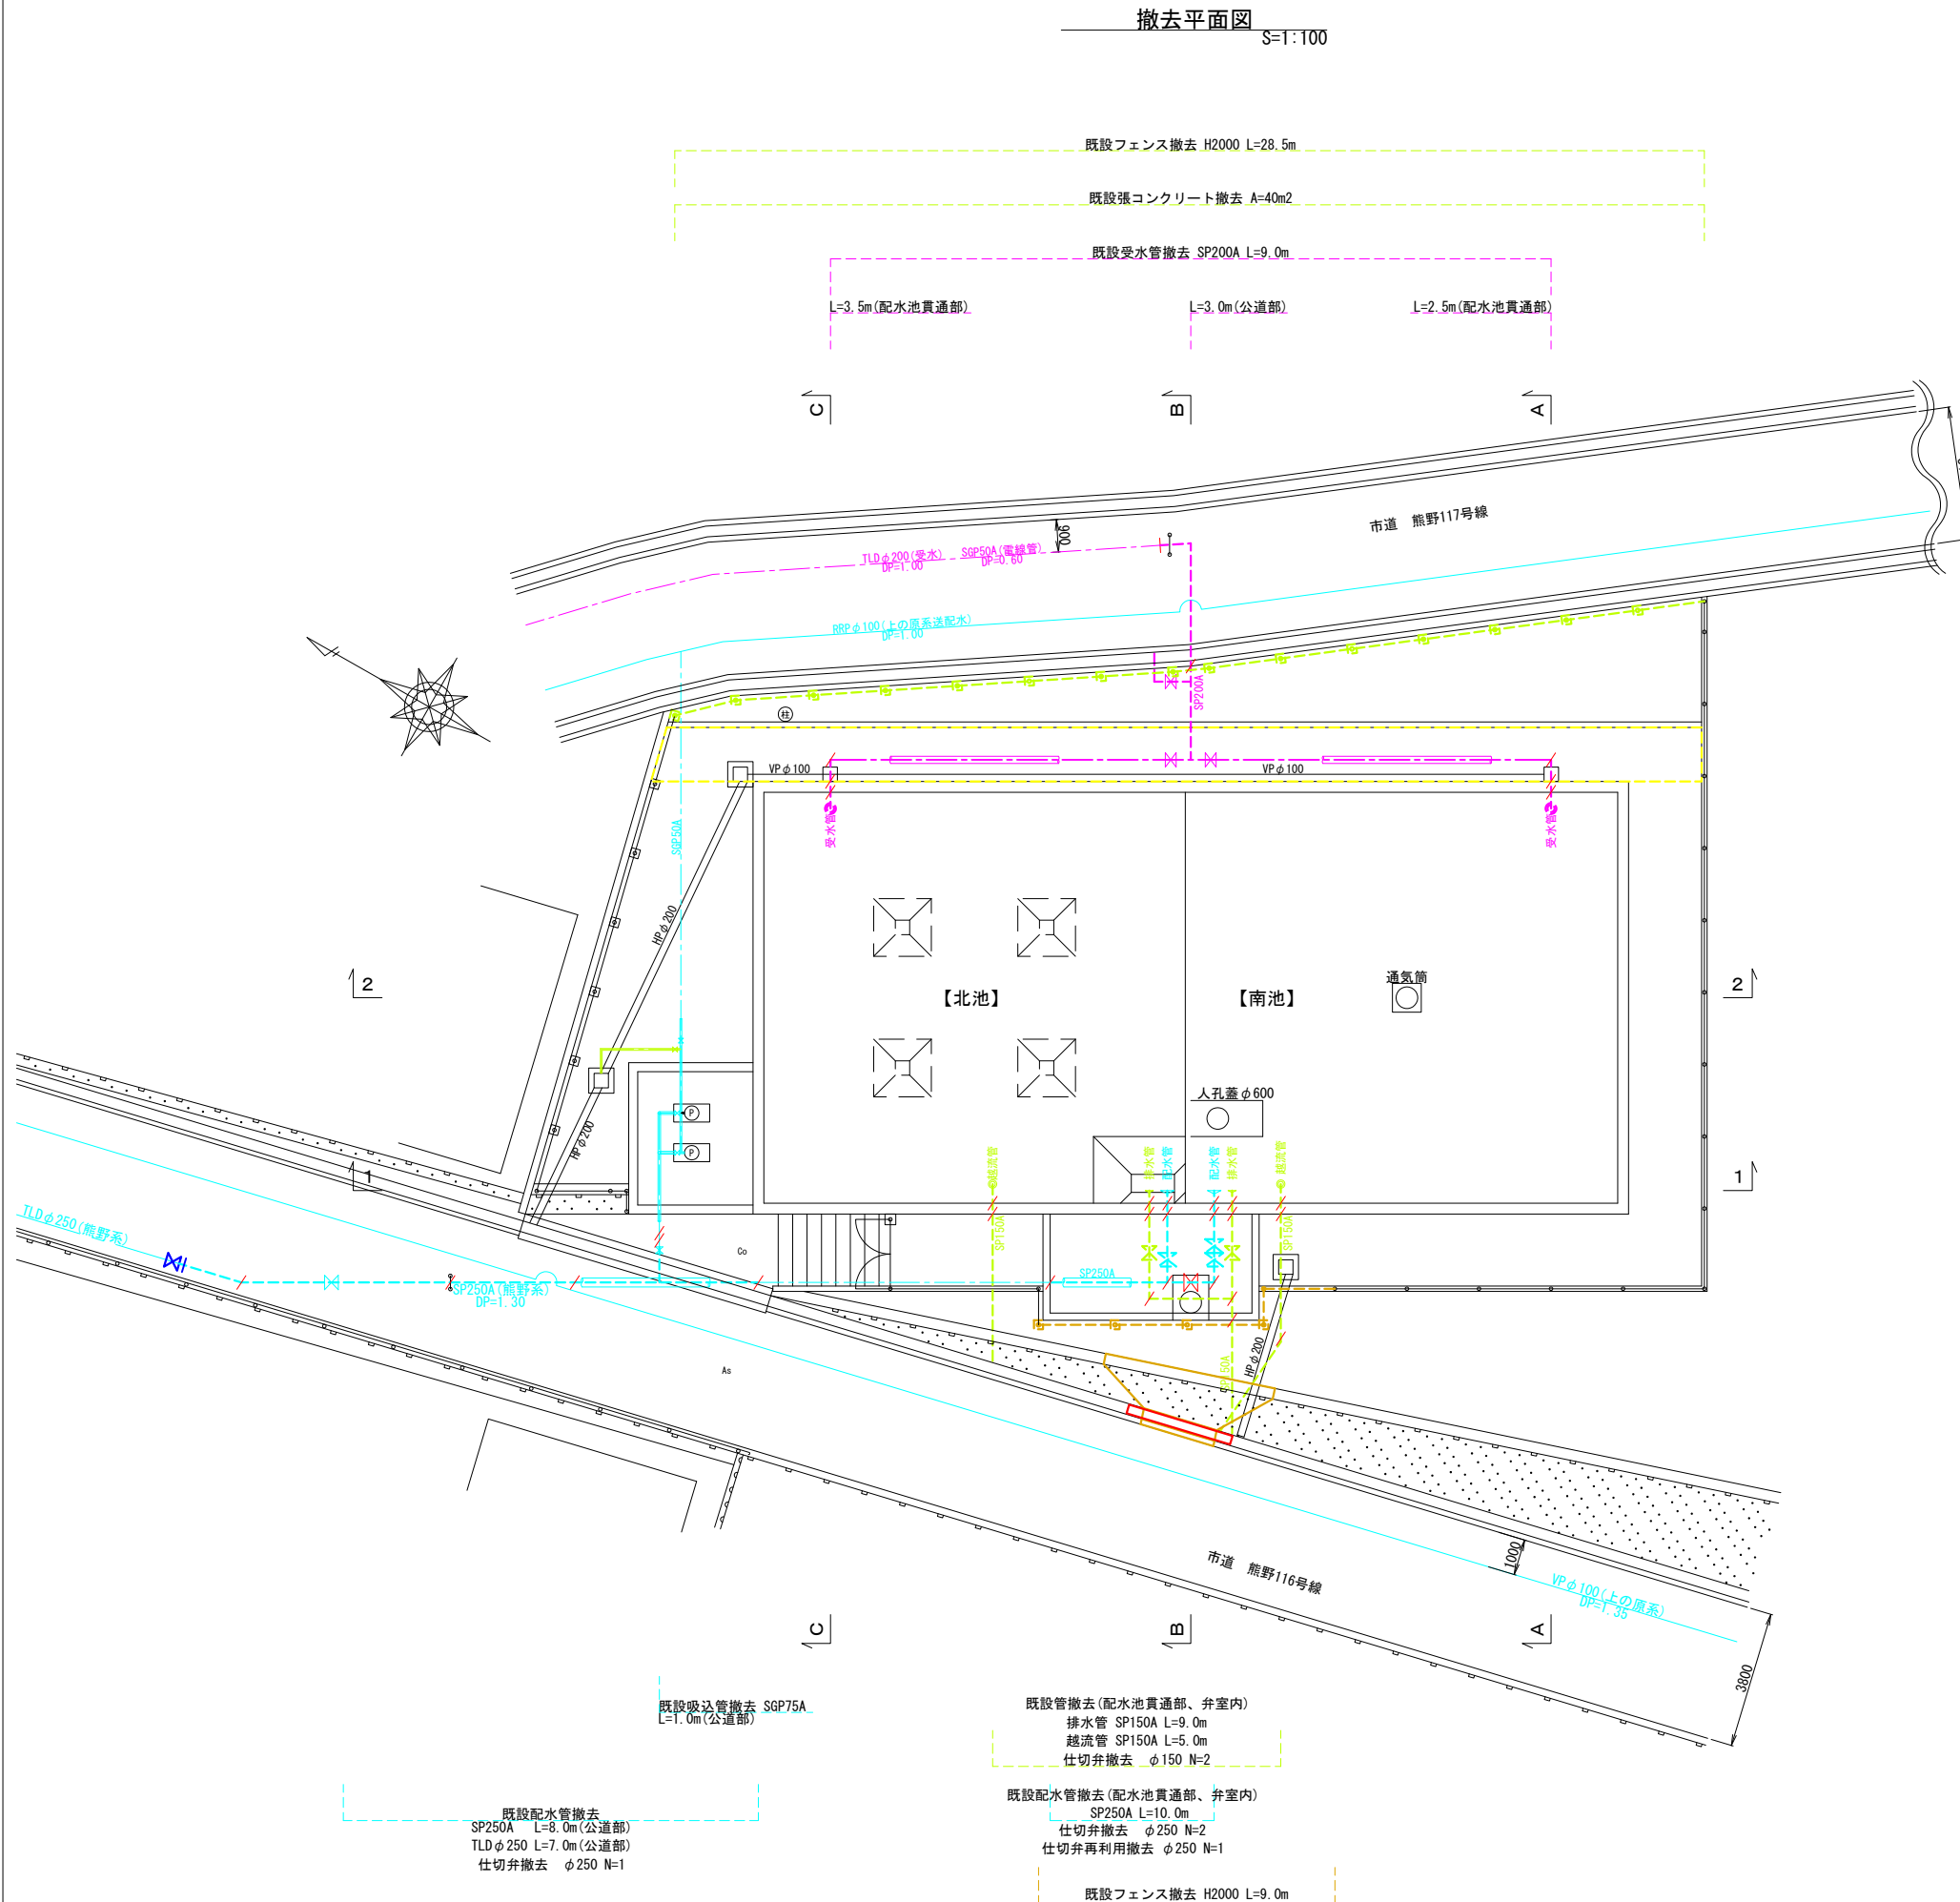 撤去平面図
S=1:100
既設フェンス撤去 H2000 L=28.5m
既設張コンクリート撤去 A=40m2
既設受水管撤去 SP200A L=9.0m
L=3.5m(配水池貫通部)
L=3.0m(公道部)
L=2.5m(配水池貫通部)
C
B
A
市道　熊野117号線
900
TLDφ200(受水)
DP=1.00
SGP50A(電線管)
DP=0.60
RRPφ100(上の原系送配水)
DP=1.00
SP200A
柱
VPφ100
VPφ100
受水管
受水管
SGP50A
HPφ200
2
【北池】
【南池】
通気筒
2
人孔蓋φ600
P
P
HPφ200
1
越流管
排水管
配水管
配水管
排水管
越流管
1
TLDφ250(熊野系)
SP150A
SP150A
Co
SP250A
SP250A(熊野系)
DP=1.30
As
SP150A
HPφ200
1000
市道　熊野116号線
VPφ100(上の原系)
DP=1.35
3800
C
B
A
既設吸込管撤去 SGP75A
L=1.0m(公道部)
既設管撤去(配水池貫通部、弁室内)
排水管 SP150A L=9.0m
越流管 SP150A L=5.0m
仕切弁撤去　φ150 N=2
既設配水管撤去(配水池貫通部、弁室内)
SP250A L=10.0m
仕切弁撤去　φ250 N=2
仕切弁再利用撤去 φ250 N=1
既設配水管撤去
SP250A　L=8.0m(公道部)
TLDφ250 L=7.0m(公道部)
仕切弁撤去　φ250 N=1
既設フェンス撤去 H2000 L=9.0m